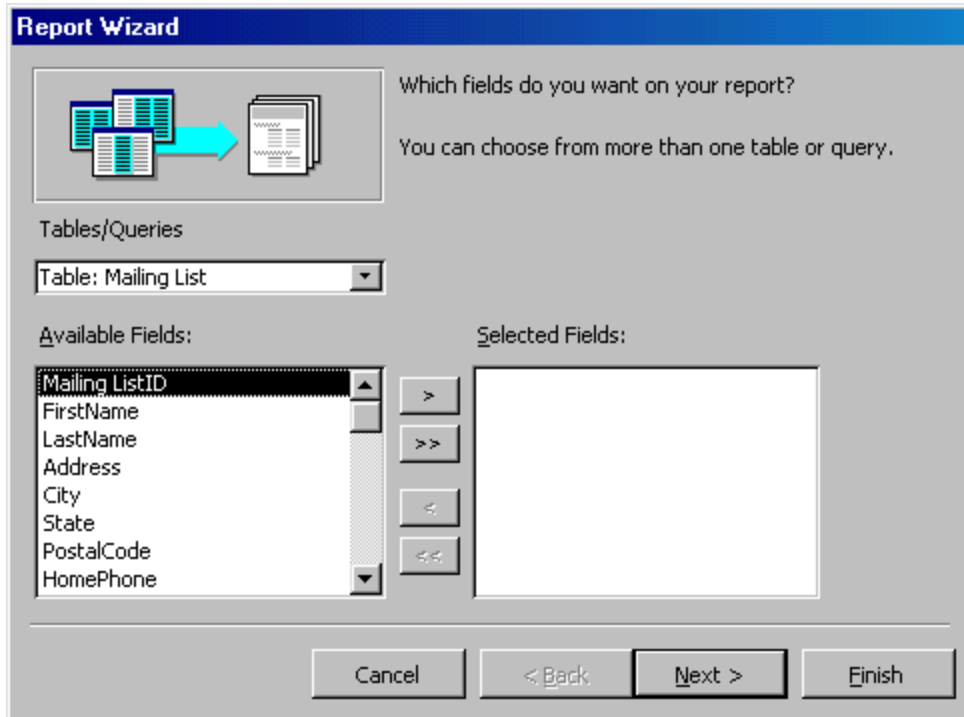 Report Wizard
Which fields do you want on your report?
You can choose from more than one table or query.
Tables/Queries
Table: Mailing List
Available Fields:
Selected Fields:
Mailing ListID
FirstName
LastName
Address
City
State
PostalCode
HomePhone
>
>>
<
<<
Cancel
< Back
Next >
Finish